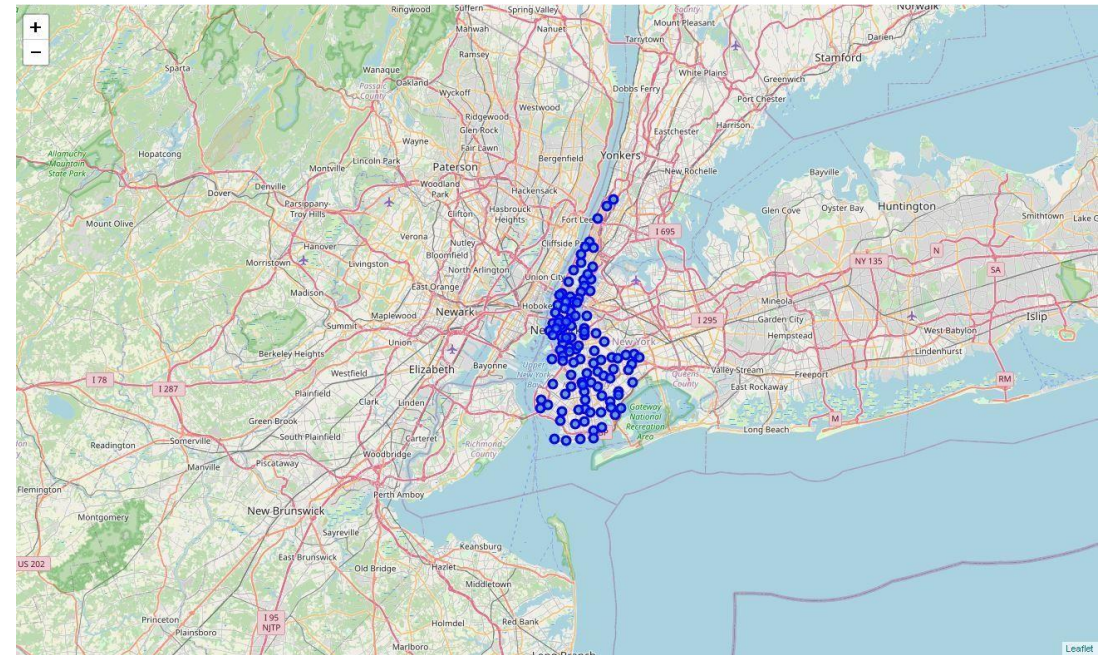 +
−
Ringwood
Suffern
Spring Valley
Norwalk
Mahwah
Nanuet
Mount Pleasant
Tarrytown
Darien
Ramsey
Stamford
Sparta
Wanaque
Oakland
White Plains
Greenwich
Passaic
County
Wyckoff
Dobbs Ferry
Port Chester
Westwood
Ridgewood
Harrison
Glen Rock
Eastchester
Wayne
Fair Lawn
Allamuchy
Mountain
State Park
Hopatcong
Montville
Lincoln Park
Paterson
Bergenfield
Yonkers
New Rochelle
Bayville
Dover
Denville
Woodland
Park
Hackensack
Parsippany-
Troy Hills
Clifton
Hasbrouck
Heights
Fort Lee
Glen Cove
Oyster Bay
Huntington
Smithtown
Mount Olive
I 695
Verona
Nutley
Cliffside
Hanover
Bloomfield
N
Morristown
Livingston
North Arlington
NY 135
SA
Union City
East Orange
Madison
Mineola
Maplewood
Newark
Hoboken
I 295
Garden City
Islip
Summit
Union
New York
Hempstead
West Babylon
Berkeley Heights
Lindenhurst
Elizabeth
Bayonne
Upper
New York
Bay
Queens
County
Valley Stream
Freeport
I 78
Westfield
East Rockaway
RM
I 287
Plainfield
Clark
Linden
Gateway
National
Recreation
Area
Green Brook
M
Long Beach
Readington
Somerville
South Plainfield
Carteret
Richmond
County
Manville
Piscataway
Woodbridge
Flemington
Perth Amboy
Montgomery
New Brunswick
Sayreville
Keansburg
US 202
East Brunswick
Old Bridge
Hazlet
Middletown
Princeton
I 95
NJTP
Plainsboro
Holmdel
Red Bank
Marlboro
Long Branch
Leaflet